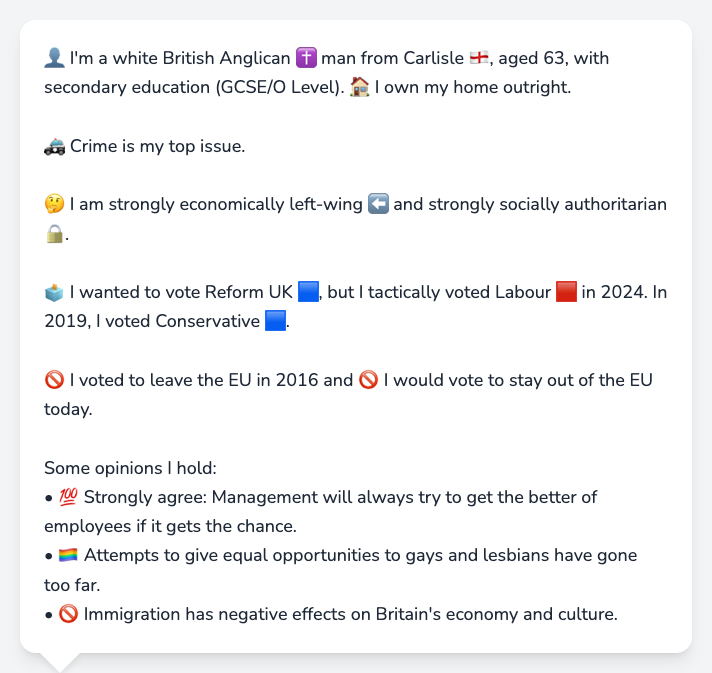 👤 I'm a white British Anglican ✝️ man from Carlisle 🏴󠁧󠁢󠁥󠁮󠁧󠁿, aged 63, with
secondary education (GCSE/O Level). 🏠 I own my home outright.
🚓 Crime is my top issue.
🤔 I am strongly economically left-wing ⬅️ and strongly socially authoritarian
🔒.
🗳️ I wanted to vote Reform UK 🟦, but I tactically voted Labour 🟥 in 2024. In
2019, I voted Conservative 🟦.
🚫 I voted to leave the EU in 2016 and 🚫 I would vote to stay out of the EU
today.
Some opinions I hold:
• 💯 Strongly agree: Management will always try to get the better of
employees if it gets the chance.
• 🏳️‍🌈 Attempts to give equal opportunities to gays and lesbians have gone
too far.
• 🚫 Immigration has negative effects on Britain's economy and culture.